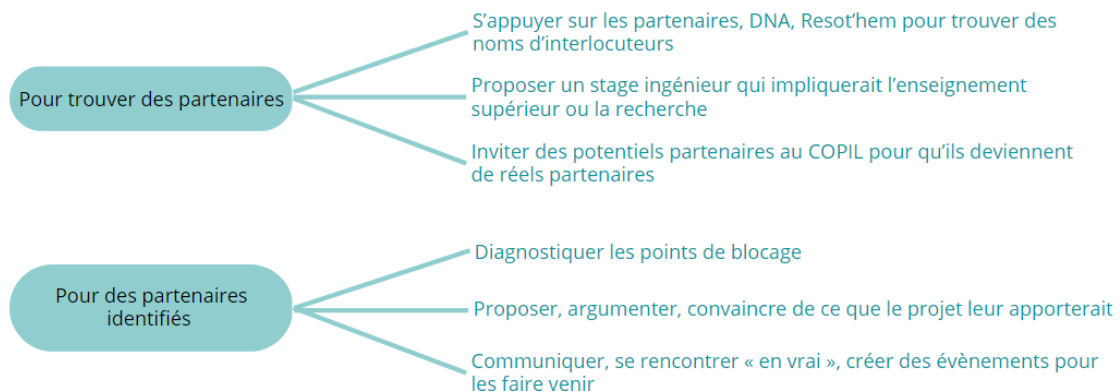 Pour trouver des partenaires
S’appuyer sur les partenaires, DNA, Resot’hem pour trouver des
noms d’interlocuteurs
Proposer un stage ingénieur qui impliquerait l’enseignement
supérieur ou la recherche
Inviter des potentiels partenaires au COPIL pour qu’ils deviennent
de réels partenaires
Pour des partenaires
identifiés
Diagnostiquer les points de blocage
Proposer, argumenter, convaincre de ce que le projet leur apporterait
Communiquer, se rencontrer « en vrai », créer des évènements pour
les faire venir